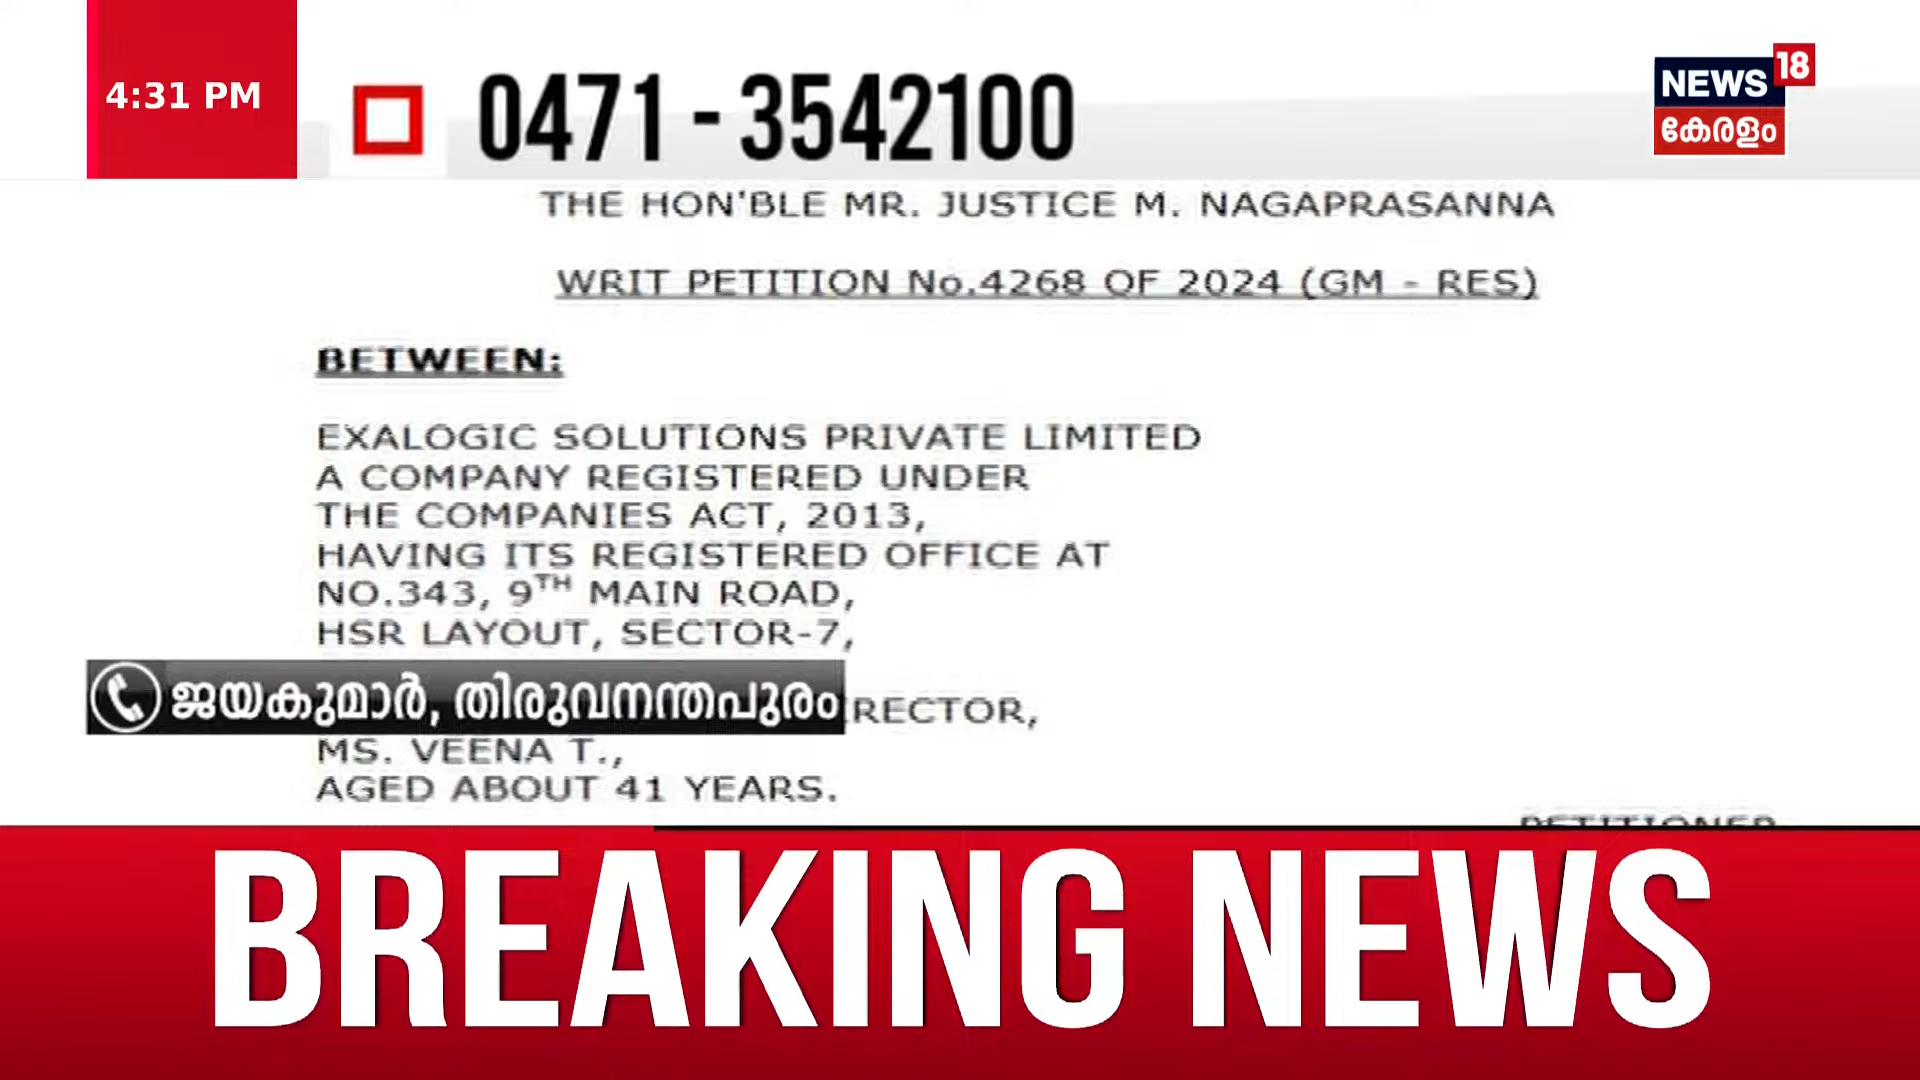 4:31 PM
0471 - 3542100
NEWS 18
കേരളം
THE HON'BLE MR. JUSTICE M. NAGAPRASANNA
WRIT PETITION No.4268 OF 2024 (GM - RES)
BETWEEN:
EXALOGIC SOLUTIONS PRIVATE LIMITED
A COMPANY REGISTERED UNDER
THE COMPANIES ACT, 2013,
HAVING ITS REGISTERED OFFICE AT
NO.343, 9TH MAIN ROAD,
HSR LAYOUT, SECTOR-7,
ജയകുമാർ, തിരുവനന്തപുരം
RECTOR,
MS. VEENA T.,
AGED ABOUT 41 YEARS.
PETITIONER
BREAKING NEWS